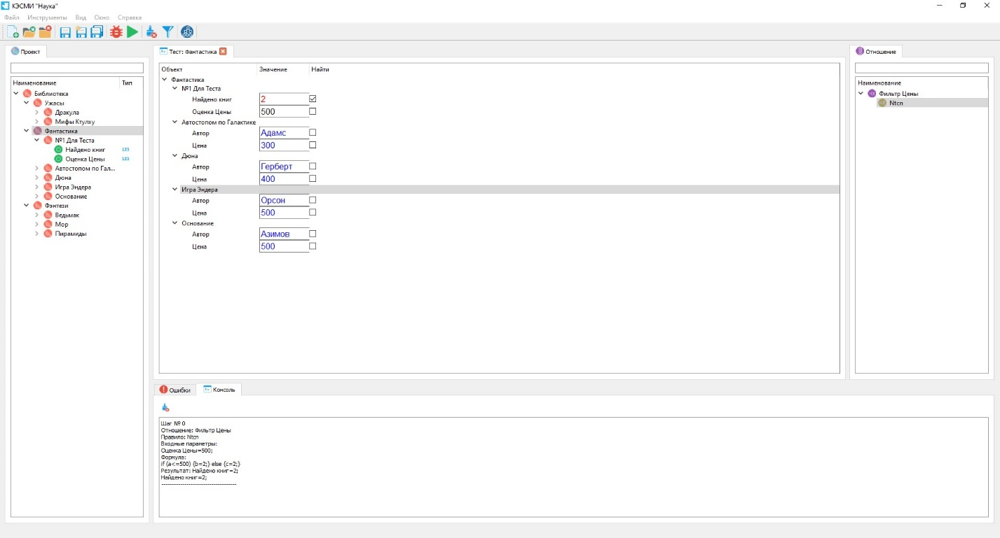 КЭСМИ "Наука"
Файл Инструменты Вид Окно Справка
Проект
Наименование Тип
Библиотека
Ужасы
Дракула
Мифы Ктулху
Фантастика
№1 Для Теста
Найдено книг 123
Оценка Цены 123
Автостопом по Гал...
Дюна
Игра Эндера
Основание
Фэнтези
Ведьмак
Мор
Пирамиды
Тест: Фантастика
Объект Значение Найти
Фантастика
№1 Для Теста
Найдено книг 2
Оценка Цены 500
Автостопом по Галактике
Автор Адамс
Цена 300
Дюна
Автор Герберт
Цена 400
Игра Эндера
Автор Орсон
Цена 500
Основание
Автор Азимов
Цена 500
Отношение
Наименование
Фильтр Цены
Ntcn
Ошибки Консоль
Шаг № 0
Отношение: Фильтр Цены
Правило: Ntcn
Входные параметры:
Оценка Цены=500;
Формула:
if (a<=500) {b=2;} else {c=2;}
Результат: Найдено книг=2;
Найдено книг=2;
------------------------------------